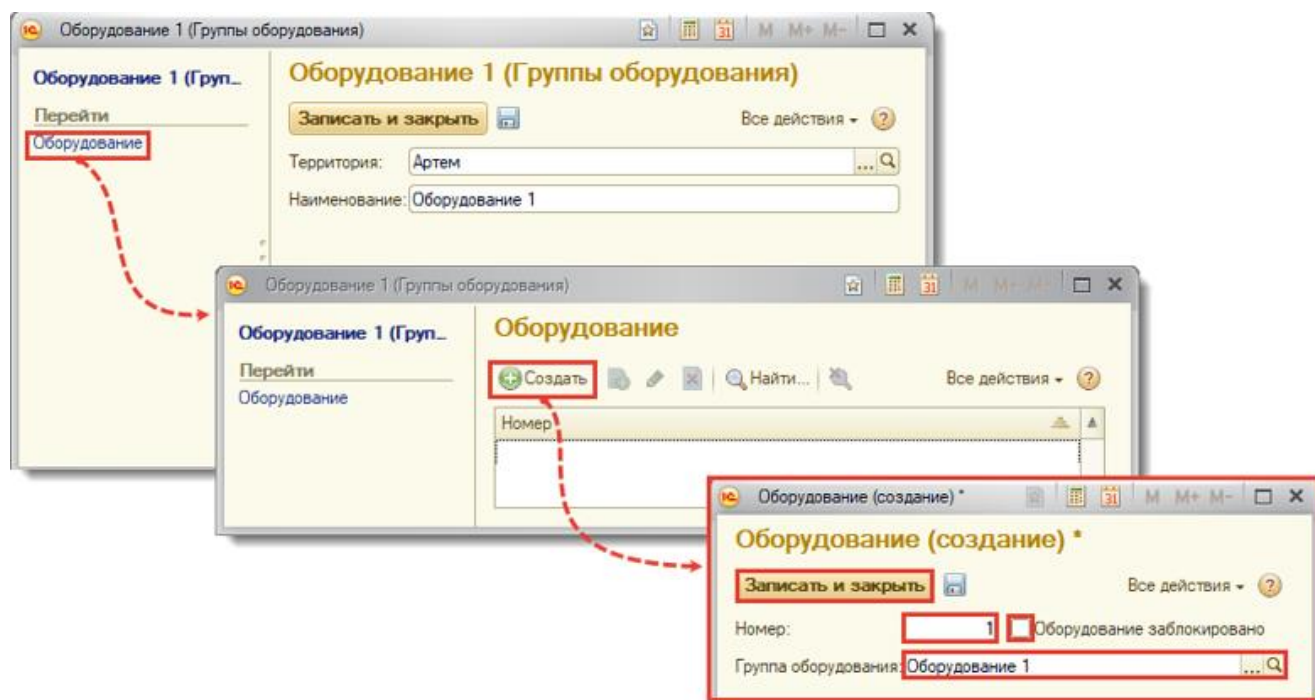 Оборудование 1 (Группы оборудования)
M M+ M-
Оборудование 1 (Груп...
Перейти
Оборудование
Оборудование 1 (Группы оборудования)
Записать и закрыть
Все действия
Территория: Артем
Наименование: Оборудование 1
Оборудование 1 (Группы оборудования)
M M+ M-
Оборудование 1 (Груп...
Перейти
Оборудование
Оборудование
Создать Найти... Все действия
Номер
Оборудование (создание) *
M M+ M-
Оборудование (создание) *
Записать и закрыть Все действия
Номер: 1 Оборудование заблокировано
Группа оборудования: Оборудование 1